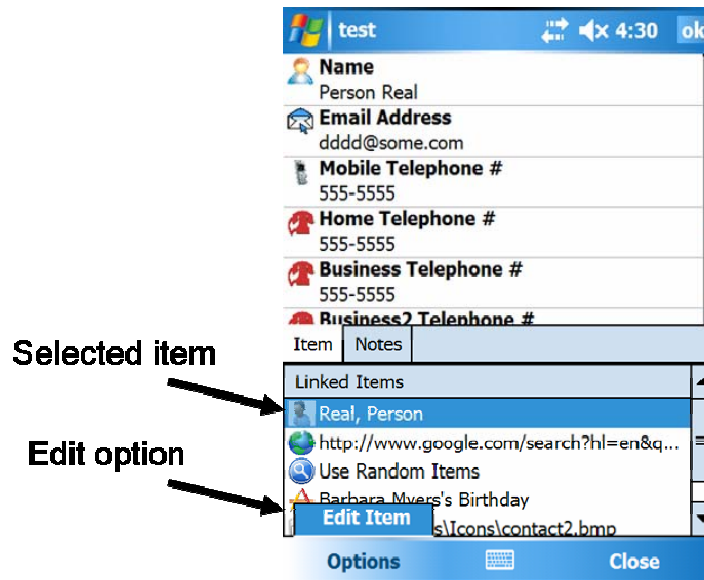 test 4:30 ok
Name
Person Real
Email Address
dddd@some.com
Mobile Telephone #
555-5555
Home Telephone #
555-5555
Business Telephone #
555-5555
Business2 Telephone #
Item Notes
Selected item
Linked Items
Real, Person
http://www.google.com/search?hl=en&q...
Edit option
Use Random Items
Barbara Myers's Birthday
Edit Item
s\Icons\contact2.bmp
Options Close